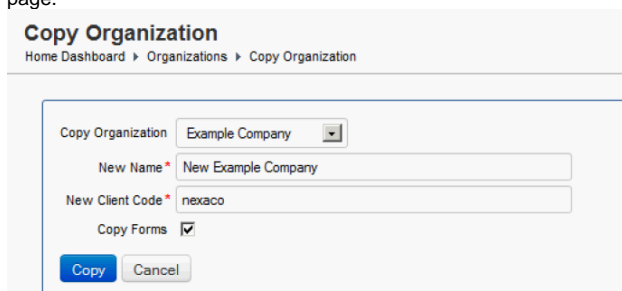 page.
Copy Organization
Home Dashboard ▸ Organizations ▸ Copy Organization
Copy Organization Example Company
New Name* New Example Company
New Client Code* nexaco
Copy Forms
Copy Cancel